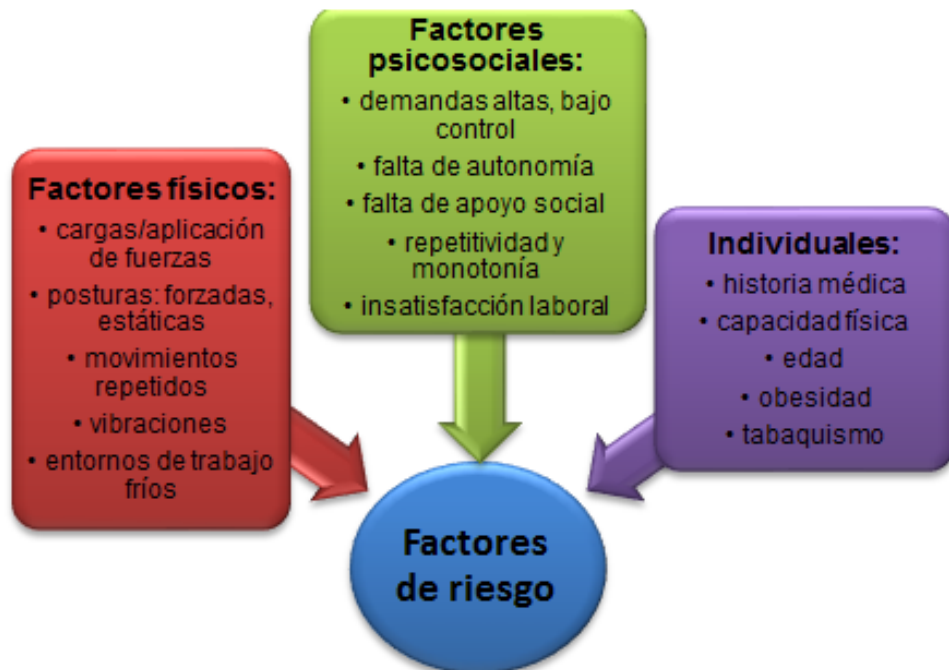 Factores físicos:
• cargas/aplicación
de fuerzas
• posturas: forzadas,
estáticas
• movimientos
repetidos
• vibraciones
• entornos de trabajo
fríos
Factores
psicosociales:
• demandas altas, bajo
control
• falta de autonomía
• falta de apoyo social
• repetitividad y
monotonía
• insatisfacción laboral
Individuales:
• historia médica
• capacidad física
• edad
• obesidad
• tabaquismo
Factores
de riesgo